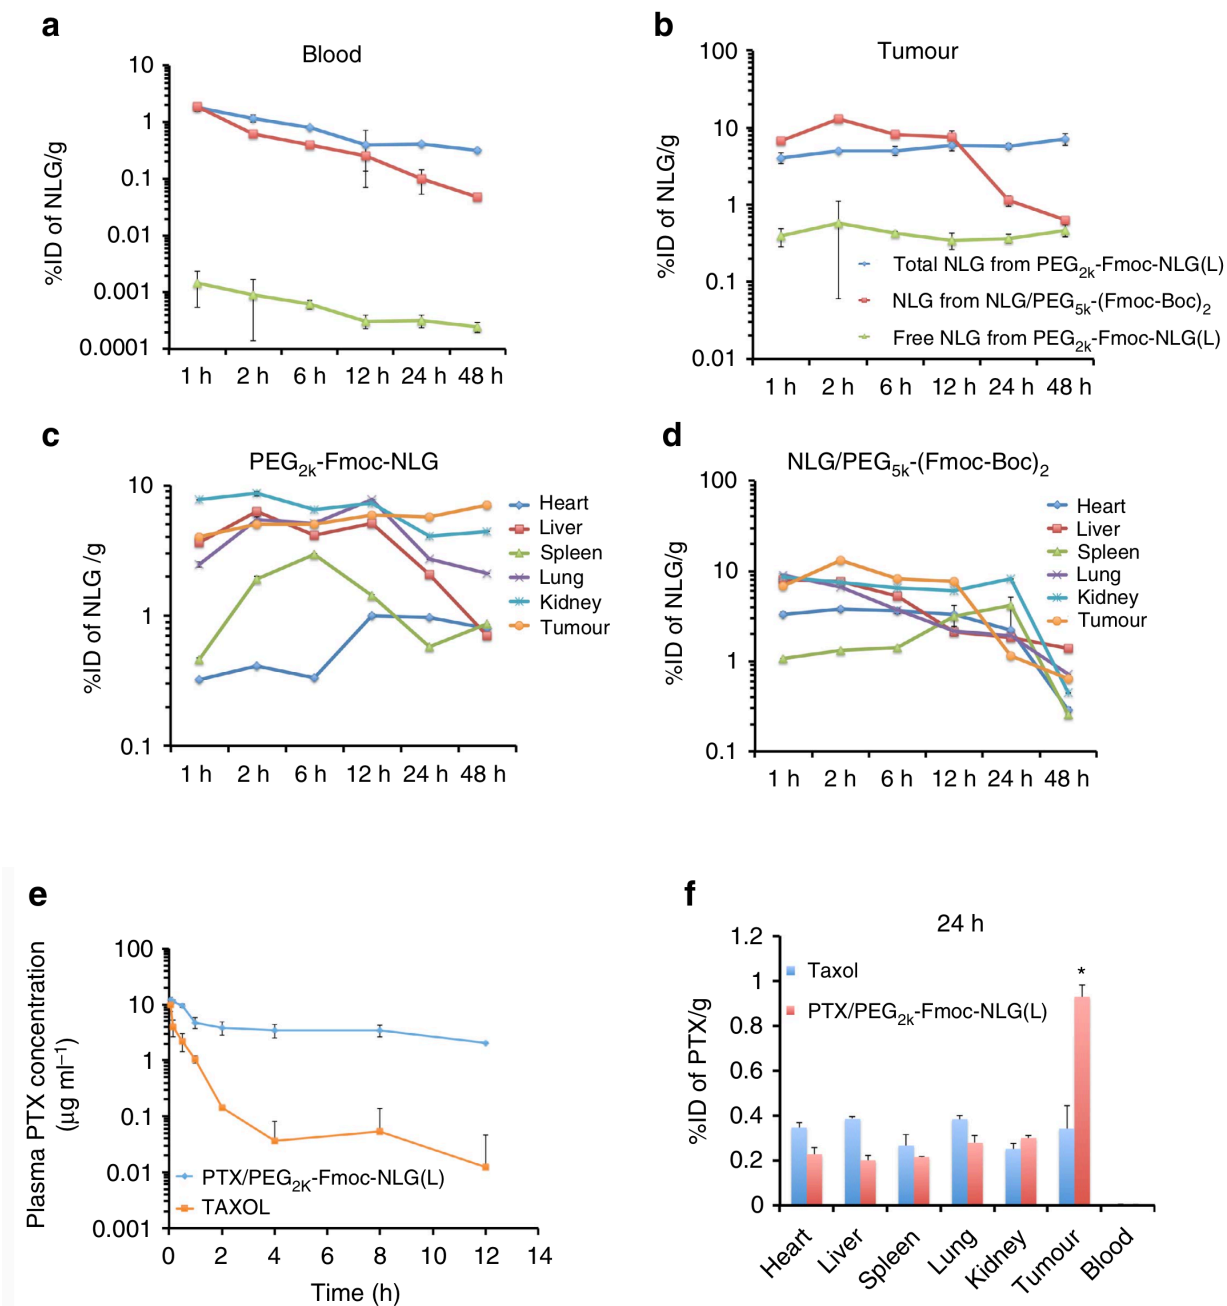 a
Blood
%ID of NLG/g
10
1
0.1
0.01
0.001
0.0001
1 h 2 h 6 h 12 h 24 h 48 h
b
Tumour
%ID of NLG/g
100
10
1
0.1
0.01
Total NLG from PEG2k-Fmoc-NLG(L)
NLG from NLG/PEG5k-(Fmoc-Boc)2
Free NLG from PEG2k-Fmoc-NLG(L)
1 h 2 h 6 h 12 h 24 h 48 h
c
PEG2k-Fmoc-NLG
%ID of NLG /g
10
1
0.1
Heart
Liver
Spleen
Lung
Kidney
Tumour
1 h 2 h 6 h 12 h 24 h 48 h
d
NLG/PEG5k-(Fmoc-Boc)2
%ID of NLG/g
100
10
1
0.1
Heart
Liver
Spleen
Lung
Kidney
Tumour
1 h 2 h 6 h 12 h 24 h 48 h
e
Plasma PTX concentration
(μg ml−1)
100
10
1
0.1
0.01
0.001
PTX/PEG2K-Fmoc-NLG(L)
TAXOL
0 2 4 6 8 10 12 14
Time (h)
f
24 h
%ID of PTX/g
1.2
1
0.8
0.6
0.4
0.2
0
Taxol
PTX/PEG2k-Fmoc-NLG(L)
*
Heart Liver Spleen Lung Kidney Tumour Blood